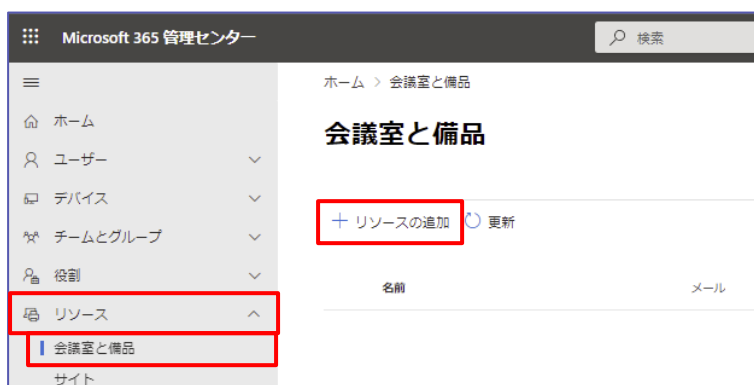 Microsoft 365 管理センター
検索
ホーム > 会議室と備品
ホーム
会議室と備品
ユーザー
デバイス
+ リソースの追加 更新
チームとグループ
役割
名前 メール
リソース
会議室と備品
サイト